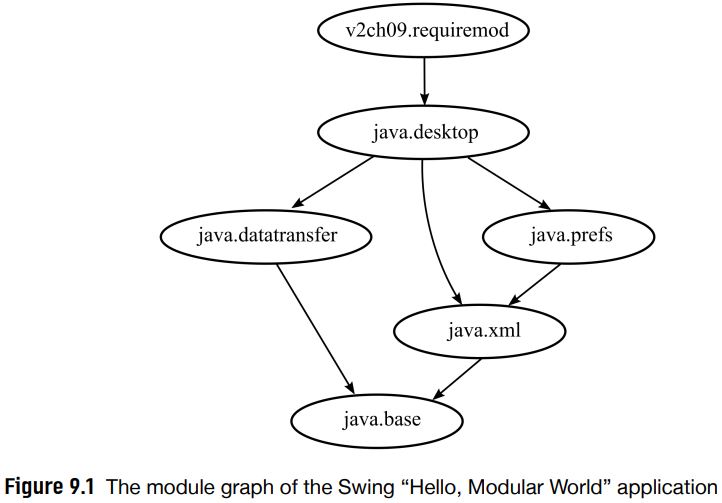 v2ch09.requiremod
java.desktop
java.datatransfer
java.prefs
java.xml
java.base
Figure 9.1 The module graph of the Swing “Hello, Modular World” application